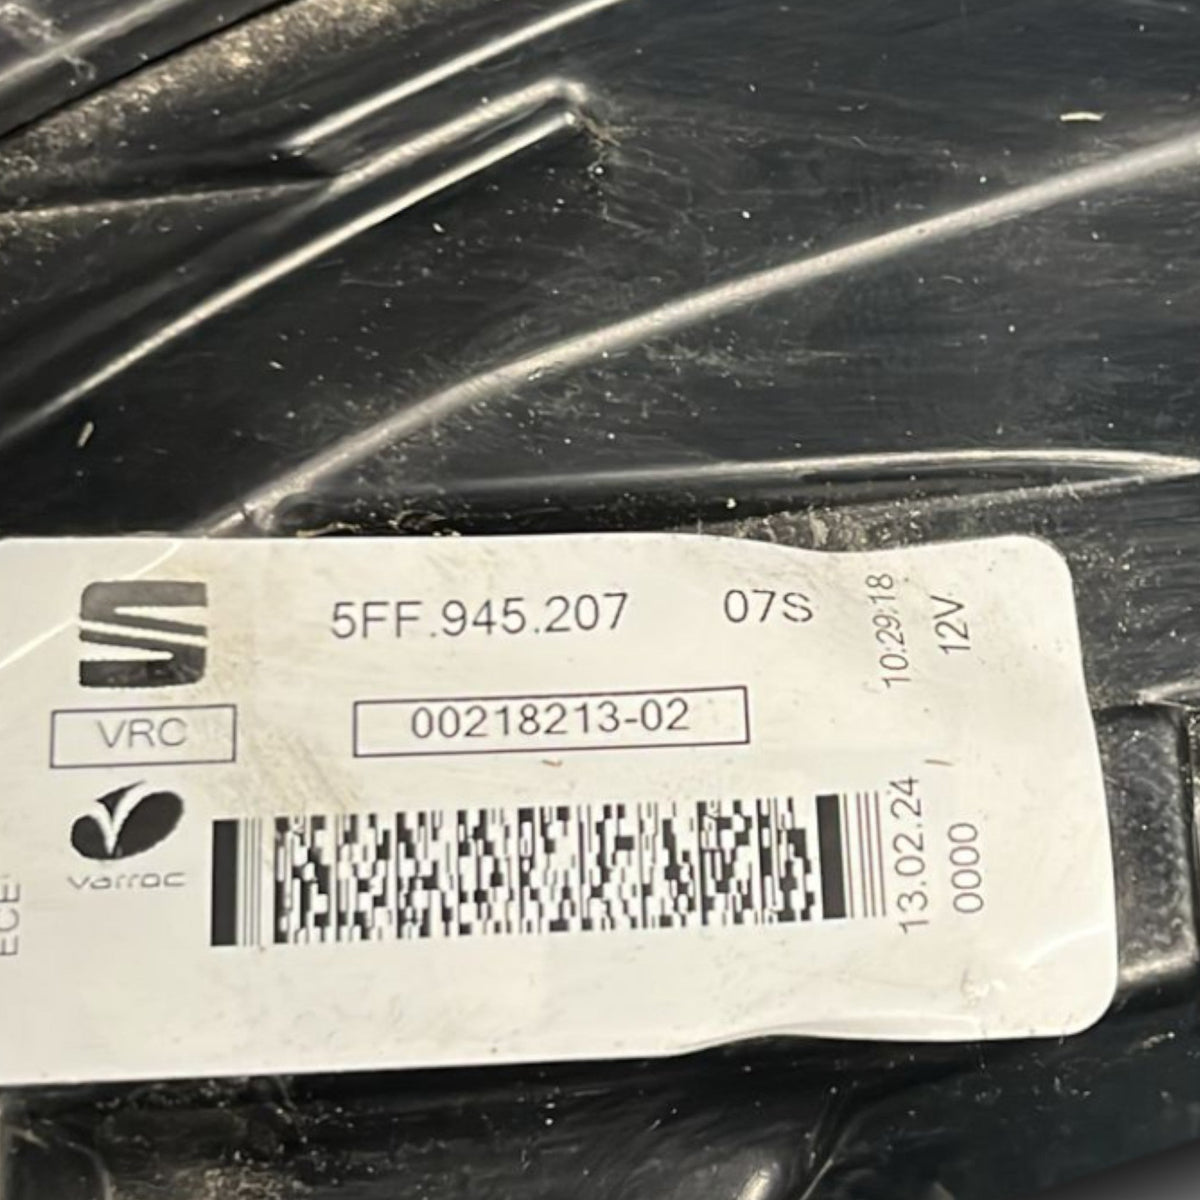 5FF.945.207 07S
10:29:18
12V
VRC
00218213-02
varroc
13.02.24
0000
ECE